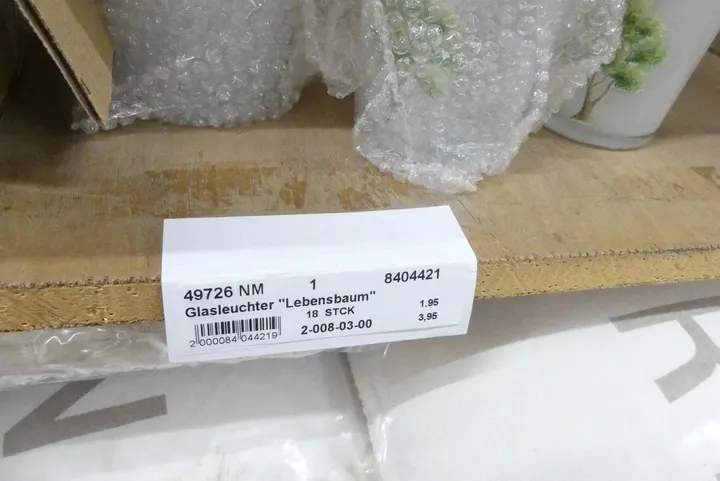 49726 NM 1 8404421
Glasleuchter "Lebensbaum"
18 STCK 1,95
2-008-03-00 3,95
2 000084 044219